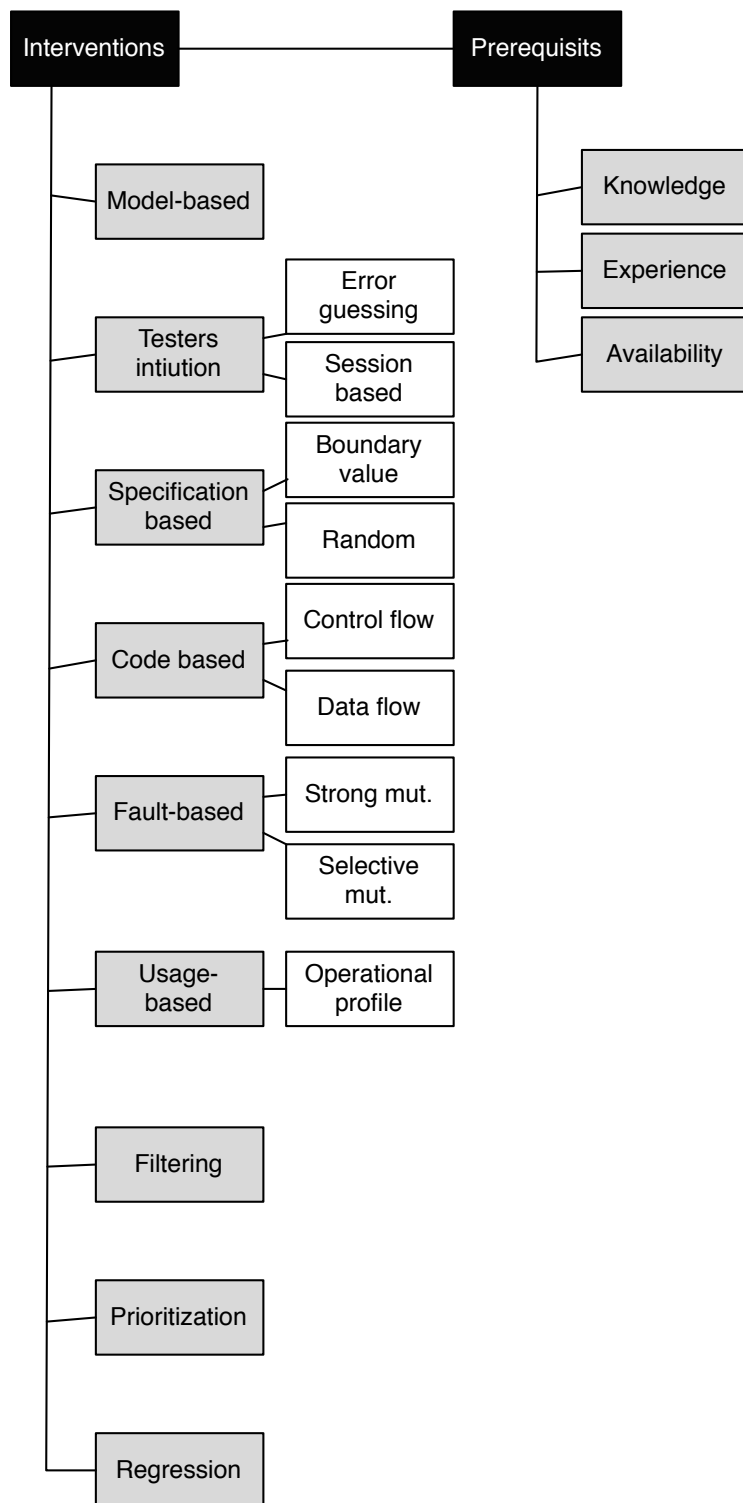 Interventions
Prerequisits
Model-based
Knowledge
Experience
Availability
Testers
intiution
Error
guessing
Session
based
Specification
based
Boundary
value
Random
Code based
Control flow
Data flow
Fault-based
Strong mut.
Selective
mut.
Usage-
based
Operational
profile
Filtering
Prioritization
Regression